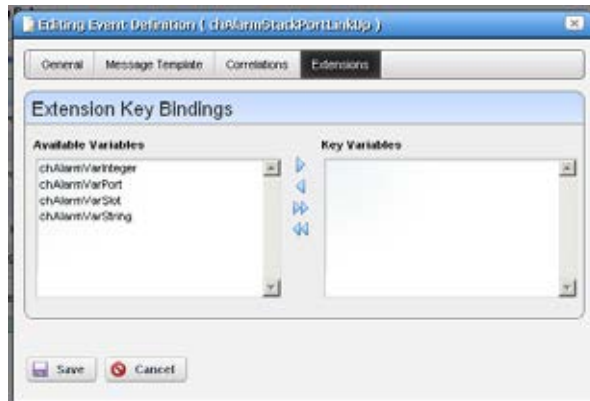 Editing Event Definition ( chAlarmStackPortLinkUp )
General Message Template Correlations Extensions
Extension Key Bindings
Available Variables Key Variables
chAlarmVarInteger
chAlarmVarPort
chAlarmVarSlot
chAlarmVarString
Save Cancel